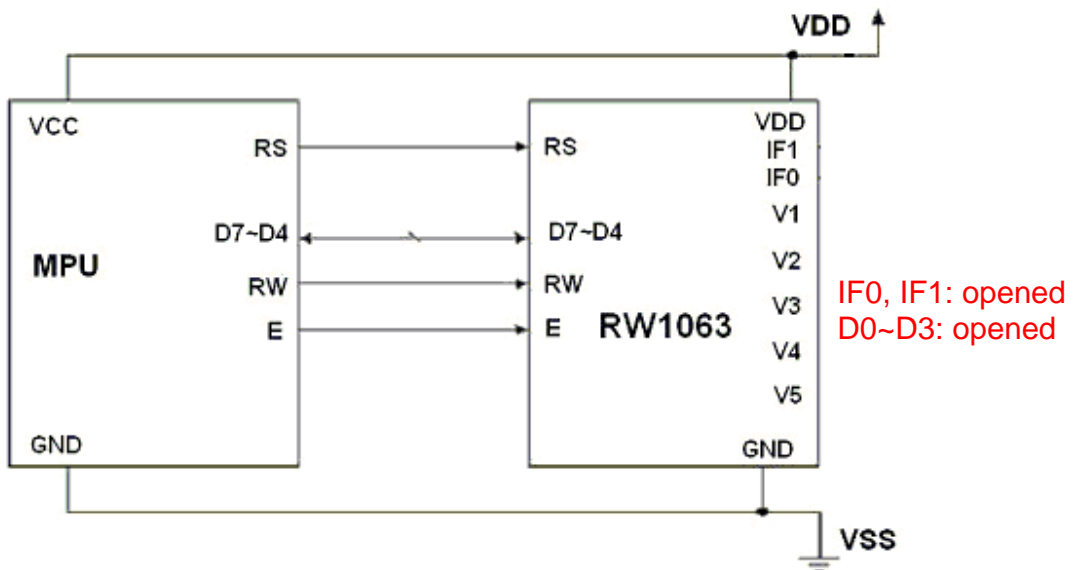 VDD
VCC
RS
D7~D4
MPU
RW
E
GND
RS
D7~D4
RW
E
RW1063
VDD
IF1
IF0
V1
V2
V3
V4
V5
GND
IF0, IF1: opened
D0~D3: opened
VSS